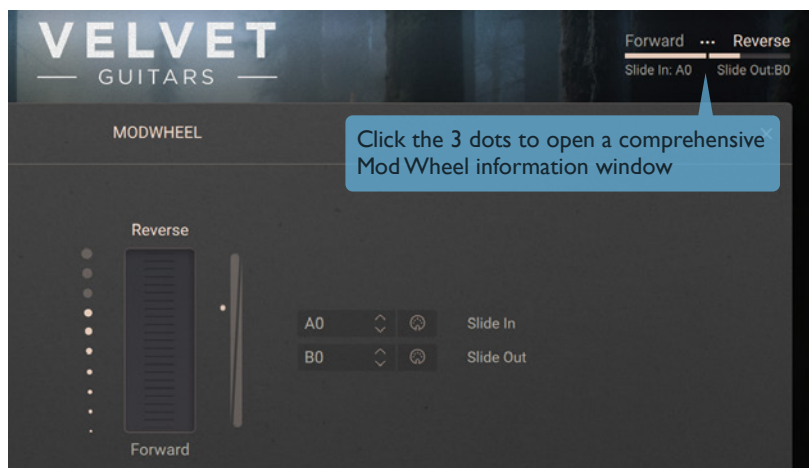 VELVET
GUITARS
Forward ... Reverse
Slide In: A0 Slide Out:B0
MODWHEEL
Click the 3 dots to open a comprehensive
Mod Wheel information window
Reverse
A0 Slide In
B0 Slide Out
Forward